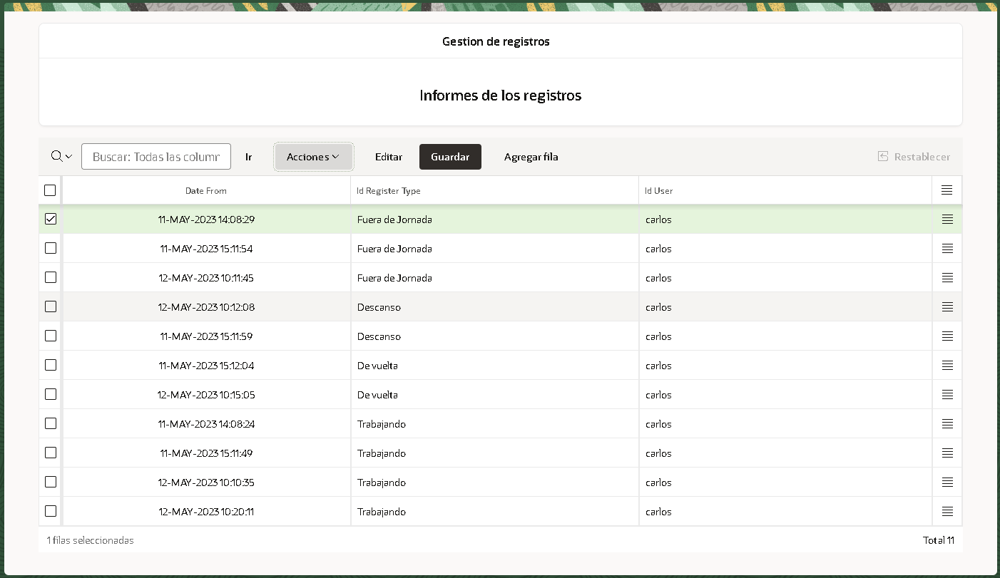 Gestion de registros
Informes de los registros
Buscar: Todas las columr Ir Acciones Editar Guardar Agregar fila Restablecer
Date From Id Register Type Id User
11-MAY-2023 14:08:29 Fuera de Jornada carlos
11-MAY-2023 15:11:54 Fuera de Jornada carlos
12-MAY-2023 10:11:45 Fuera de Jornada carlos
12-MAY-2023 10:12:08 Descanso carlos
11-MAY-2023 15:11:59 Descanso carlos
11-MAY-2023 15:12:04 De vuelta carlos
12-MAY-2023 10:15:05 De vuelta carlos
11-MAY-2023 14:08:24 Trabajando carlos
11-MAY-2023 15:11:49 Trabajando carlos
12-MAY-2023 10:10:35 Trabajando carlos
12-MAY-2023 10:20:11 Trabajando carlos
1 filas seleccionadas Total 11